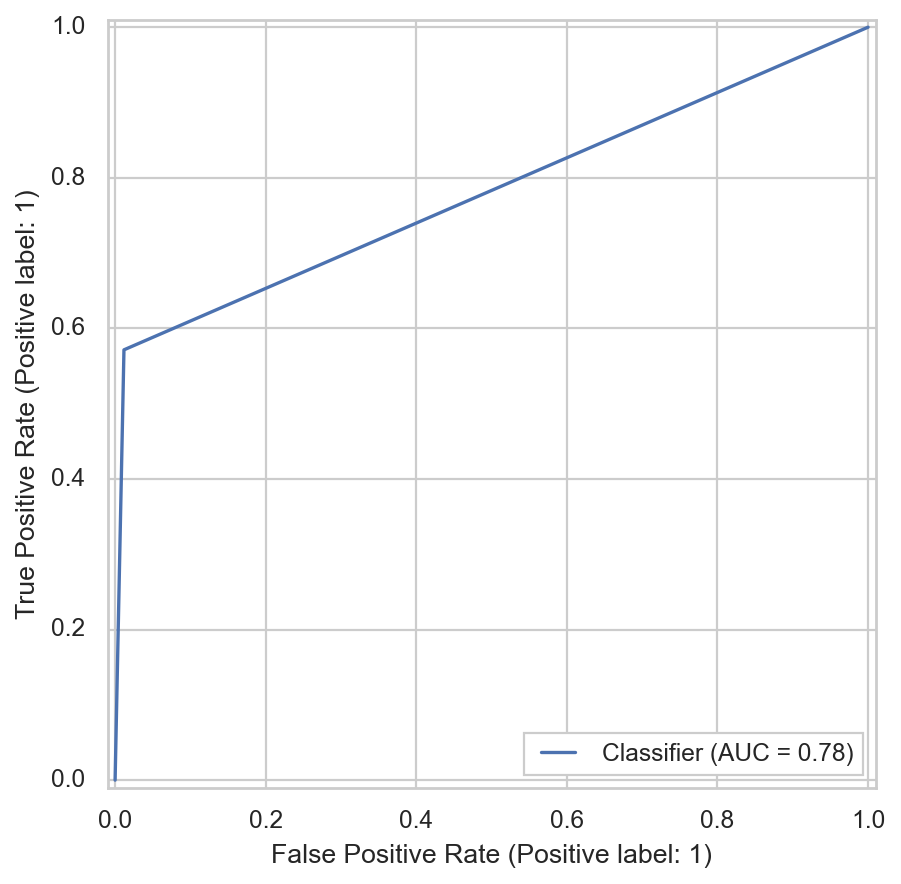 1.0
0.8
0.6
0.4
0.2
0.0
True Positive Rate (Positive label: 1)
Classifier (AUC = 0.78)
0.0 0.2 0.4 0.6 0.8 1.0
False Positive Rate (Positive label: 1)